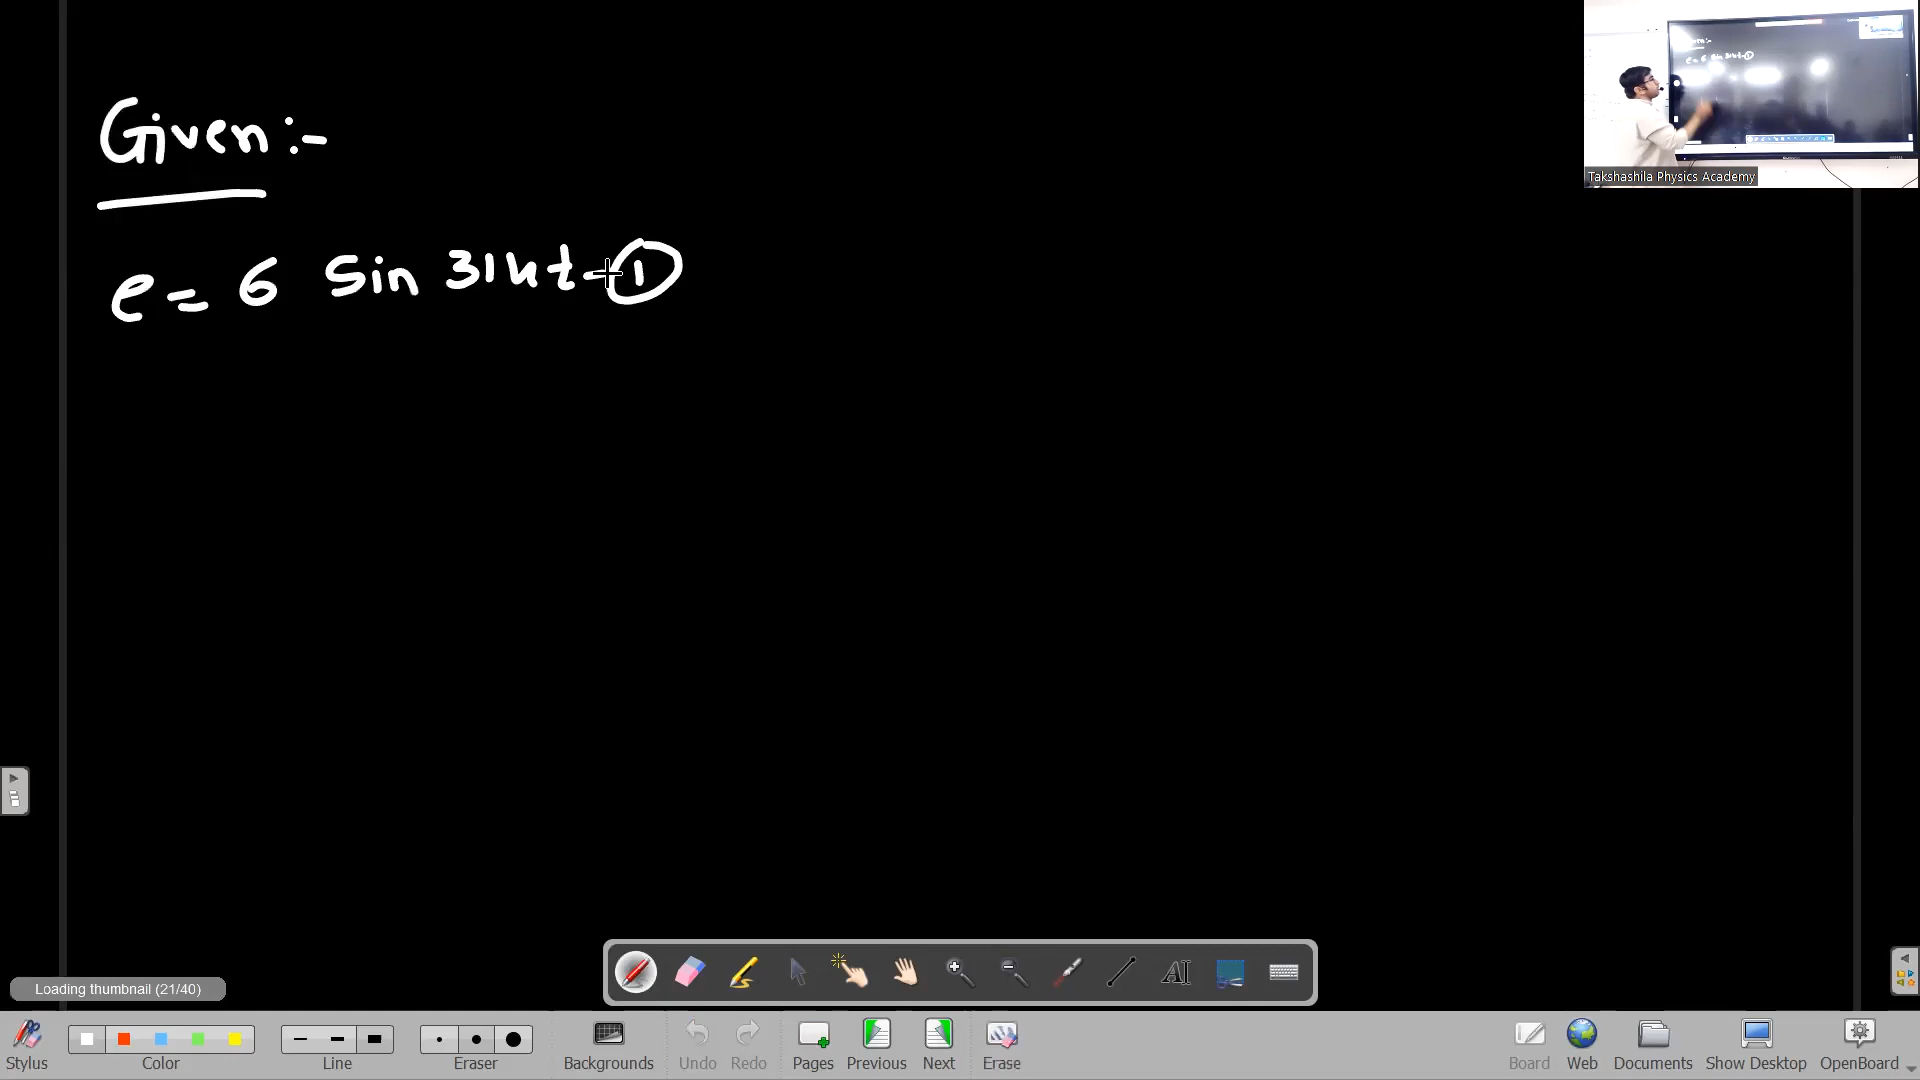 Given :-
e = 6 Sin 314t - ①
Takshashila Physics Academy
Loading thumbnail (21/40)
Stylus
Color
Line
Eraser
Backgrounds
Undo
Redo
Pages
Previous
Next
Erase
Board
Web
Documents
Show Desktop
OpenBoard